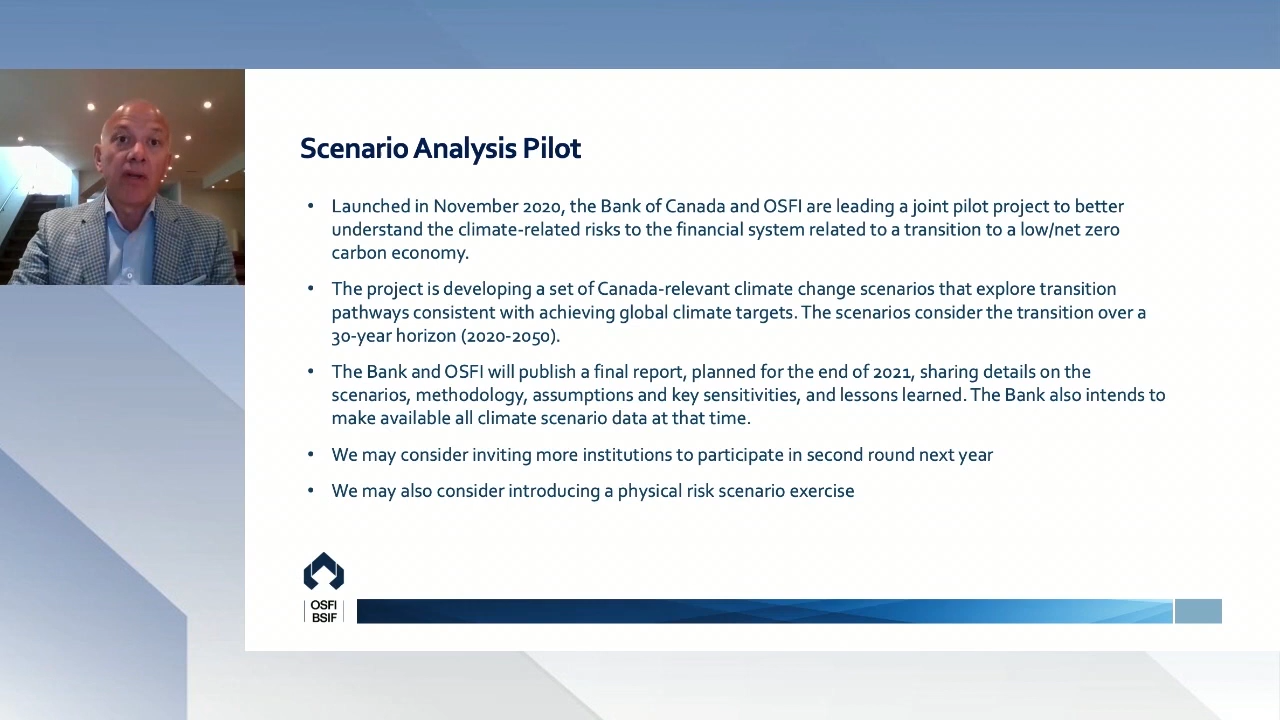 Scenario Analysis Pilot
• Launched in November 2020, the Bank of Canada and OSFI are leading a joint pilot project to better
understand the climate-related risks to the financial system related to a transition to a low/net zero
carbon economy.
• The project is developing a set of Canada-relevant climate change scenarios that explore transition
pathways consistent with achieving global climate targets. The scenarios consider the transition over a
30-year horizon (2020-2050).
• The Bank and OSFI will publish a final report, planned for the end of 2021, sharing details on the
scenarios, methodology, assumptions and key sensitivities, and lessons learned. The Bank also intends to
make available all climate scenario data at that time.
• We may consider inviting more institutions to participate in second round next year
• We may also consider introducing a physical risk scenario exercise
OSFI
BSIF